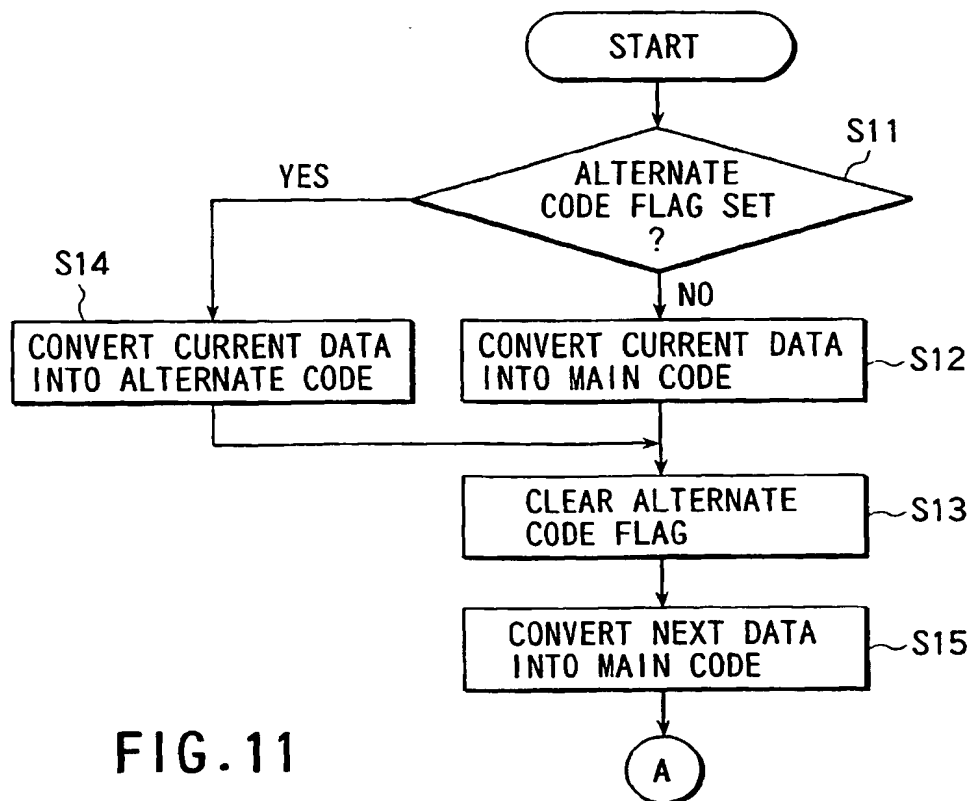 START
S11
YES
ALTERNATE
CODE FLAG SET
?
S14
NO
CONVERT CURRENT DATA
INTO ALTERNATE CODE
CONVERT CURRENT DATA
INTO MAIN CODE
S12
CLEAR ALTERNATE
CODE FLAG
S13
CONVERT NEXT DATA
INTO MAIN CODE
S15
A
FIG.11